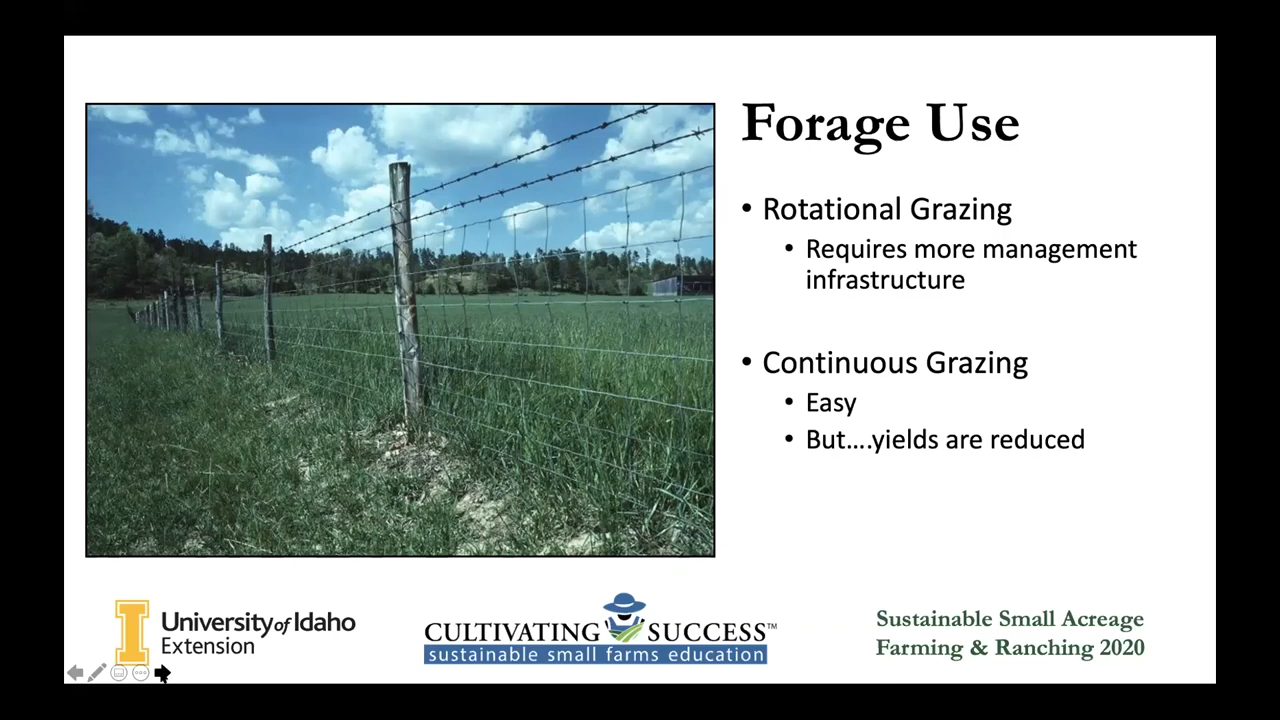 Forage Use
• Rotational Grazing
• Requires more management
infrastructure
• Continuous Grazing
• Easy
• But....yields are reduced
I
University of Idaho
Extension
CULTIVATING SUCCESS™
sustainable small farms education
Sustainable Small Acreage
Farming & Ranching 2020